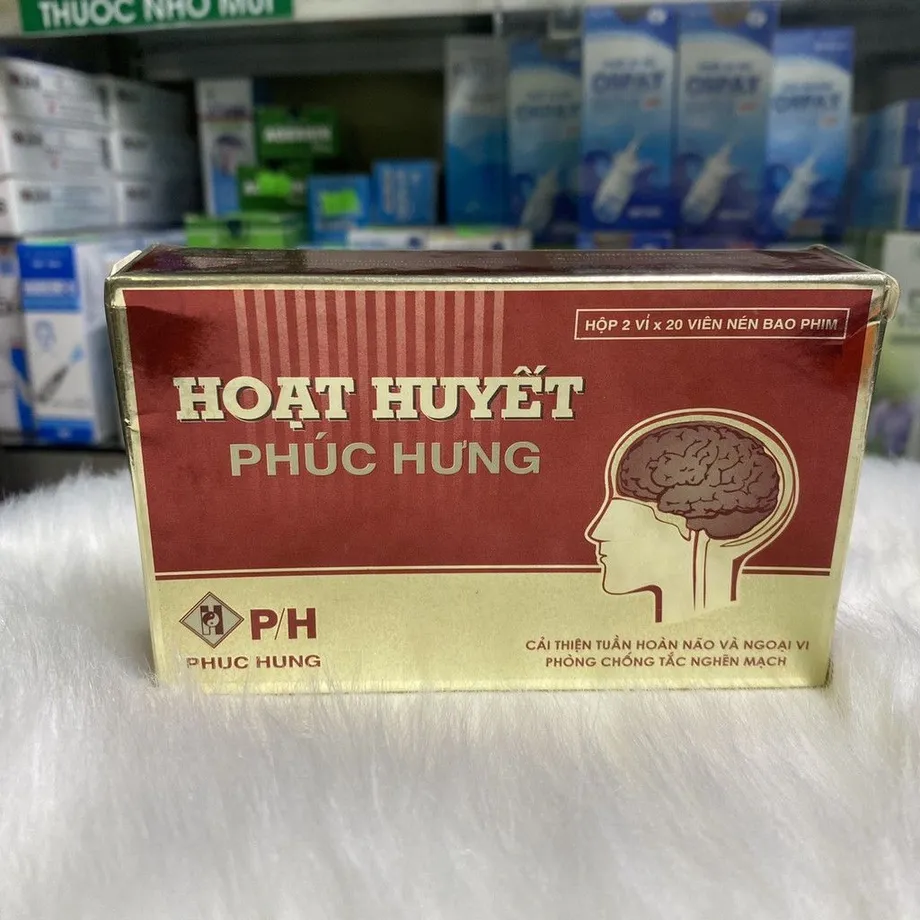 THUỐC NHỎ MŨI
HỘP 2 VỈ x 20 VIÊN NÉN BAO PHIM
HOẠT HUYẾT
PHÚC HƯNG
P/H
PHUC HUNG
CẢI THIỆN TUẦN HOÀN NÃO VÀ NGOẠI VI
PHÒNG CHỐNG TẮC NGHẼN MẠCH